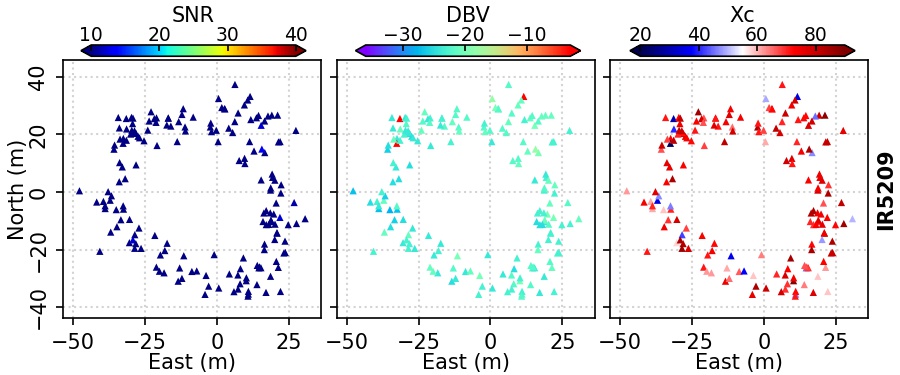 SNR DBV Xc
10 20 30 40 −30 −20 −10 20 40 60 80
40
20
0
−20
−40
North (m)
−50 −25 0 25 −50 −25 0 25 −50 −25 0 25
East (m) East (m) East (m)
IR5209